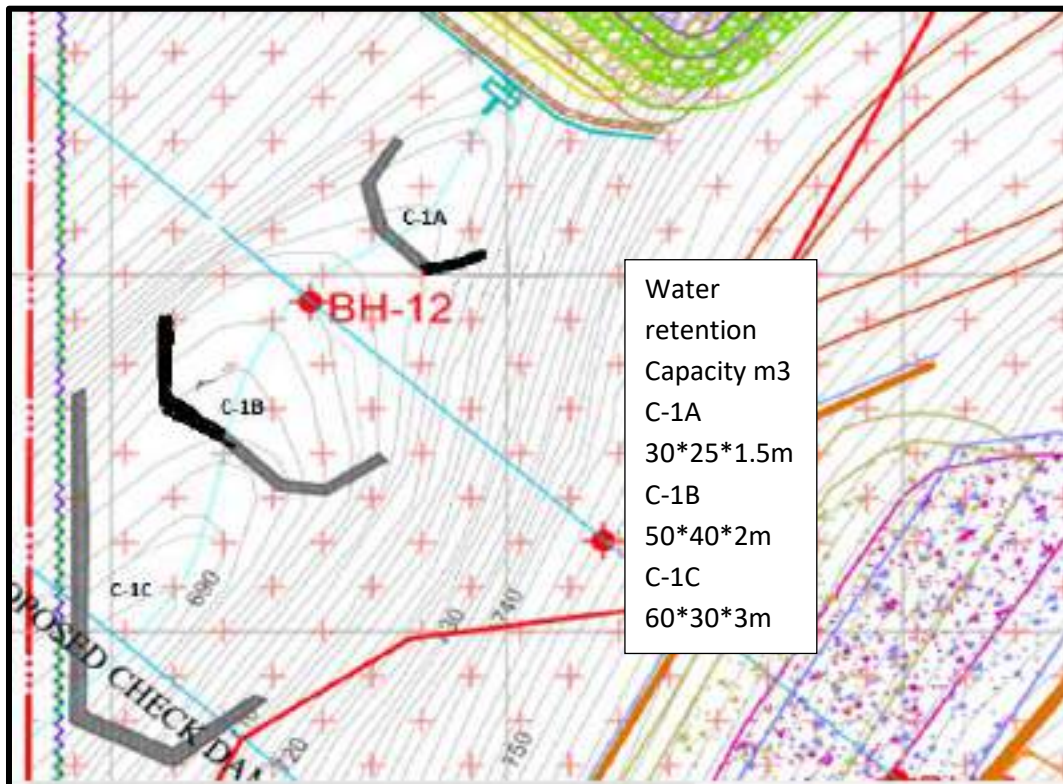 C-1A
BH-12
C-1B
C-1C
690
730
740
720
750
OPOSED CHECK DAM
Water
retention
Capacity m3
C-1A
30*25*1.5m
C-1B
50*40*2m
C-1C
60*30*3m